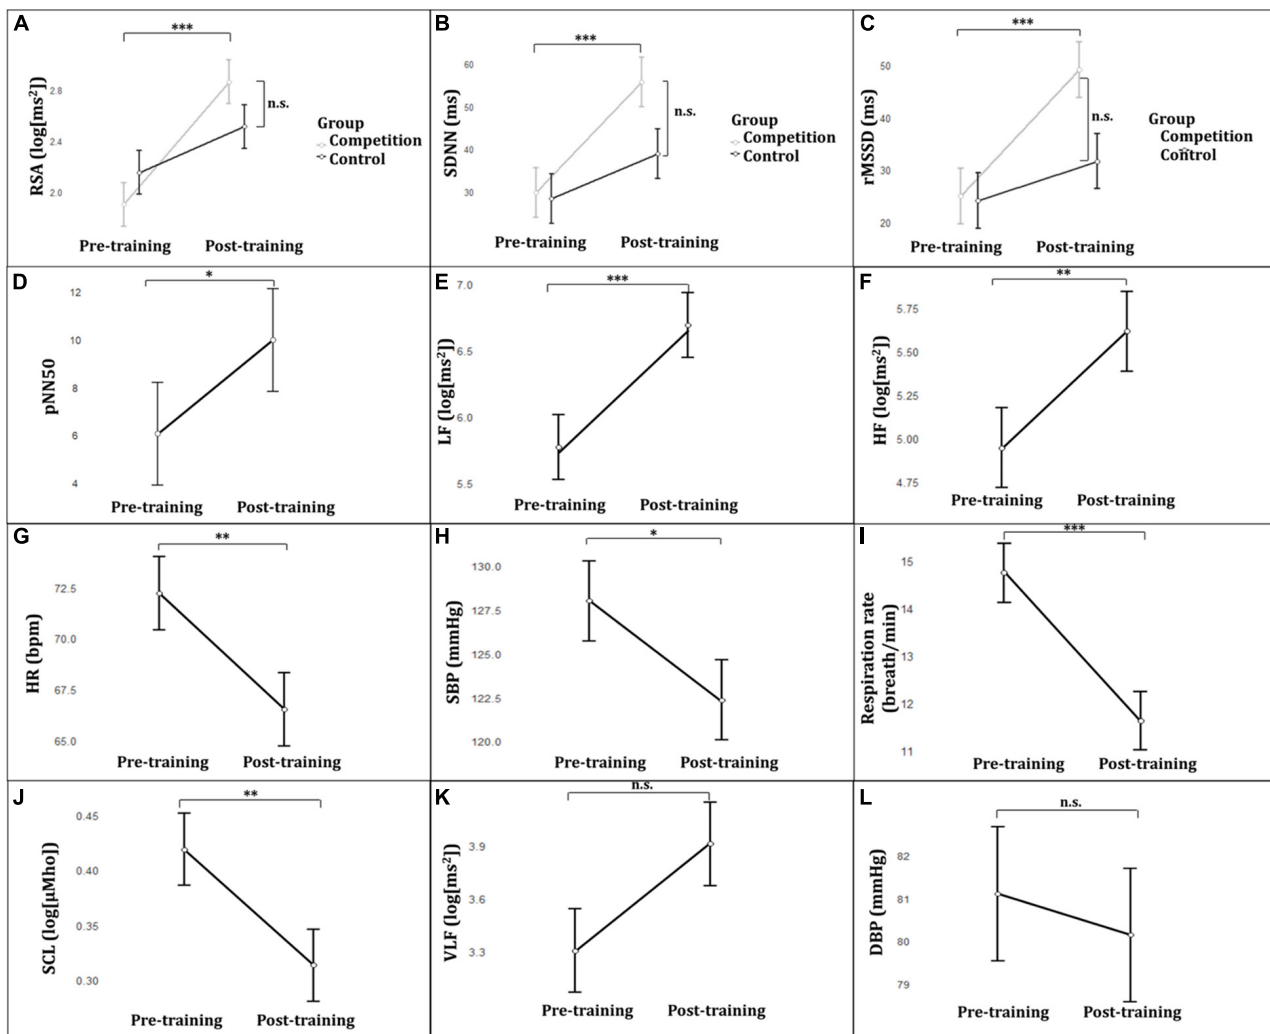 A
***
RSA (log[ms²])
2.8
2.4
2.0
n.s.
Group
Competition
Control
Pre-training Post-training
B
***
SDNN (ms)
60
50
40
30
n.s.
Group
Competition
Control
Pre-training Post-training
C
***
rMSSD (ms)
50
40
30
20
n.s.
Group
Competition
Control
Pre-training Post-training
D
*
pNN50
12
10
8
6
4
Pre-training Post-training
E
***
LF (log[ms²])
7.0
6.5
6.0
5.5
Pre-training Post-training
F
**
HF (log[ms²])
5.75
5.50
5.25
5.00
4.75
Pre-training Post-training
G
**
HR (bpm)
72.5
70.0
67.5
65.0
Pre-training Post-training
H
*
SBP (mmHg)
130.0
127.5
125.0
122.5
120.0
Pre-training Post-training
I
***
Respiration rate
(breath/min)
15
14
13
12
11
Pre-training Post-training
J
**
SCL (log[μMho])
0.45
0.40
0.35
0.30
Pre-training Post-training
K
n.s.
VLF (log[ms²])
3.9
3.6
3.3
Pre-training Post-training
L
n.s.
DBP (mmHg)
82
81
80
79
Pre-training Post-training